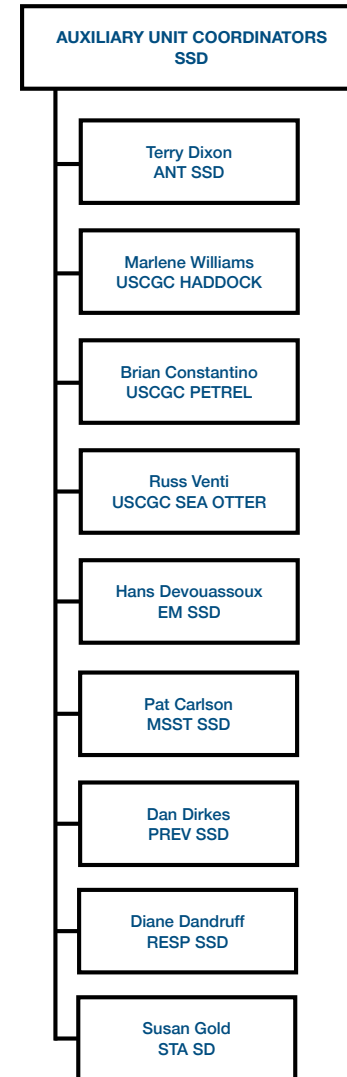 AUXILIARY UNIT COORDINATORS
SSD
Terry Dixon
ANT SSD
Marlene Williams
USCGC HADDOCK
Brian Constantino
USCGC PETREL
Russ Venti
USCGC SEA OTTER
Hans Devouassoux
EM SSD
Pat Carlson
MSST SSD
Dan Dirkes
PREV SSD
Diane Dandruff
RESP SSD
Susan Gold
STA SD